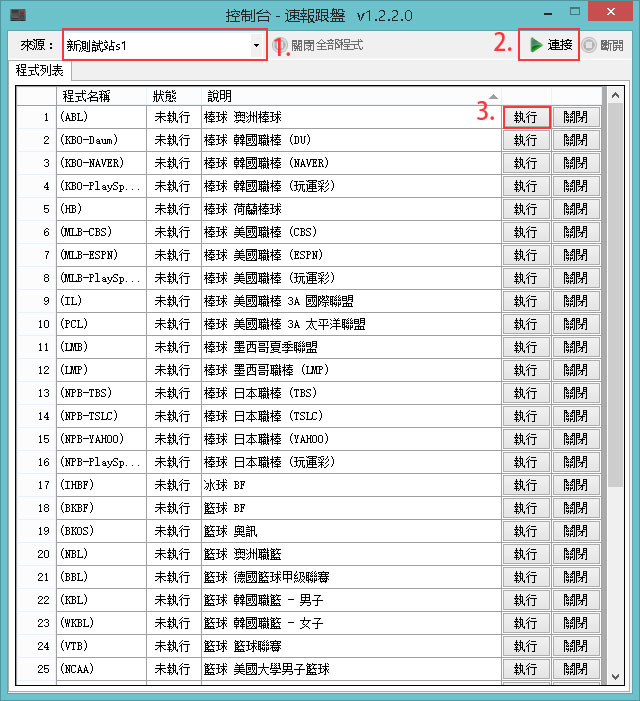 控制台 - 速報跟盤 v1.2.2.0
來源： 新測試站s1 1. 關閉全部程式 2. 連接 斷開
程式列表
程式名稱 狀態 說明
1 (ABL) 未執行 棒球 澳洲棒球 3. 執行 關閉
2 (KBO-Daum) 未執行 棒球 韓國職棒 (DU) 執行 關閉
3 (KBO-NAVER) 未執行 棒球 韓國職棒 (NAVER) 執行 關閉
4 (KBO-PlaySp... 未執行 棒球 韓國職棒 (玩運彩) 執行 關閉
5 (HB) 未執行 棒球 荷蘭棒球 執行 關閉
6 (MLB-CBS) 未執行 棒球 美國職棒 (CBS) 執行 關閉
7 (MLB-ESPN) 未執行 棒球 美國職棒 (ESPN) 執行 關閉
8 (MLB-PlaySp... 未執行 棒球 美國職棒 (玩運彩) 執行 關閉
9 (IL) 未執行 棒球 美國職棒 3A 國際聯盟 執行 關閉
10 (PCL) 未執行 棒球 美國職棒 3A 太平洋聯盟 執行 關閉
11 (LMB) 未執行 棒球 墨西哥夏季聯盟 執行 關閉
12 (LMP) 未執行 棒球 墨西哥職棒 (LMP) 執行 關閉
13 (NPB-TBS) 未執行 棒球 日本職棒 (TBS) 執行 關閉
14 (NPB-TSLC) 未執行 棒球 日本職棒 (TSLC) 執行 關閉
15 (NPB-YAHOO) 未執行 棒球 日本職棒 (YAHOO) 執行 關閉
16 (NPB-PlaySp... 未執行 棒球 日本職棒 (玩運彩) 執行 關閉
17 (IHBF) 未執行 冰球 BF 執行 關閉
18 (BKBF) 未執行 籃球 BF 執行 關閉
19 (BKOS) 未執行 籃球 奧訊 執行 關閉
20 (NBL) 未執行 籃球 澳洲職籃 執行 關閉
21 (BBL) 未執行 籃球 德國籃球甲級聯賽 執行 關閉
22 (KBL) 未執行 籃球 韓國職籃 - 男子 執行 關閉
23 (WKBL) 未執行 籃球 韓國職籃 - 女子 執行 關閉
24 (VTB) 未執行 籃球 籃球聯賽 執行 關閉
25 (NCAA) 未執行 籃球 美國大學男子籃球 執行 關閉